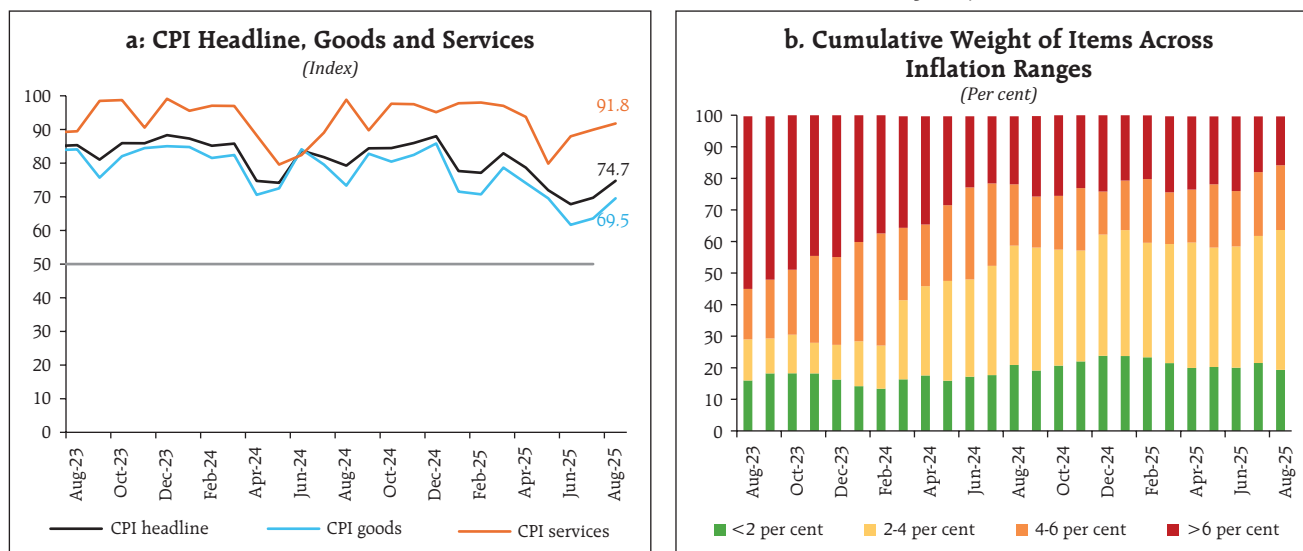 a: CPI Headline, Goods and Services
(Index)
100
90
80
70
60
50
40
30
20
10
0
91.8
74.7
69.5
Aug-23
Oct-23
Dec-23
Feb-24
Apr-24
Jun-24
Aug-24
Oct-24
Dec-24
Feb-25
Apr-25
Jun-25
Aug-25
CPI headline
CPI goods
CPI services
b. Cumulative Weight of Items Across
Inflation Ranges
(Per cent)
100
90
80
70
60
50
40
30
20
10
0
Aug-23
Oct-23
Dec-23
Feb-24
Apr-24
Jun-24
Aug-24
Oct-24
Dec-24
Feb-25
Apr-25
Jun-25
Aug-25
<2 per cent
2-4 per cent
4-6 per cent
>6 per cent